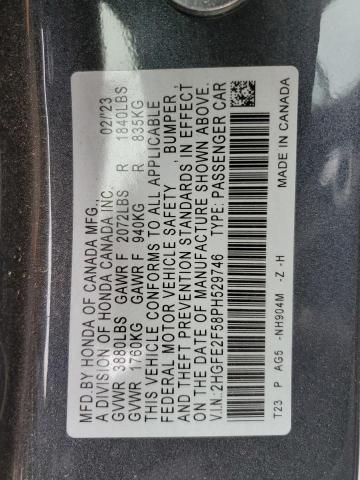 MFD.BY HONDA OF CANADA MFG.,
A DIVISION OF HONDA CANADA INC. 02/'23
GVWR 3880LBS GAWR F 2072LBS R 1840LBS
GVWR 1760KG GAWR F 940KG R 835KG
THIS VEHICLE CONFORMS TO ALL APPLICABLE
FEDERAL MOTOR VEHICLE SAFETY , BUMPER ,
AND THEFT PREVENTION STANDARDS IN EFFECT
ON THE DATE OF MANUFACTURE SHOWN ABOVE.
V.I.N.:2HGFE2F58PH529746 TYPE: PASSENGER CAR
T23 P AG5 -NH904M -Z -H
MADE IN CANADA